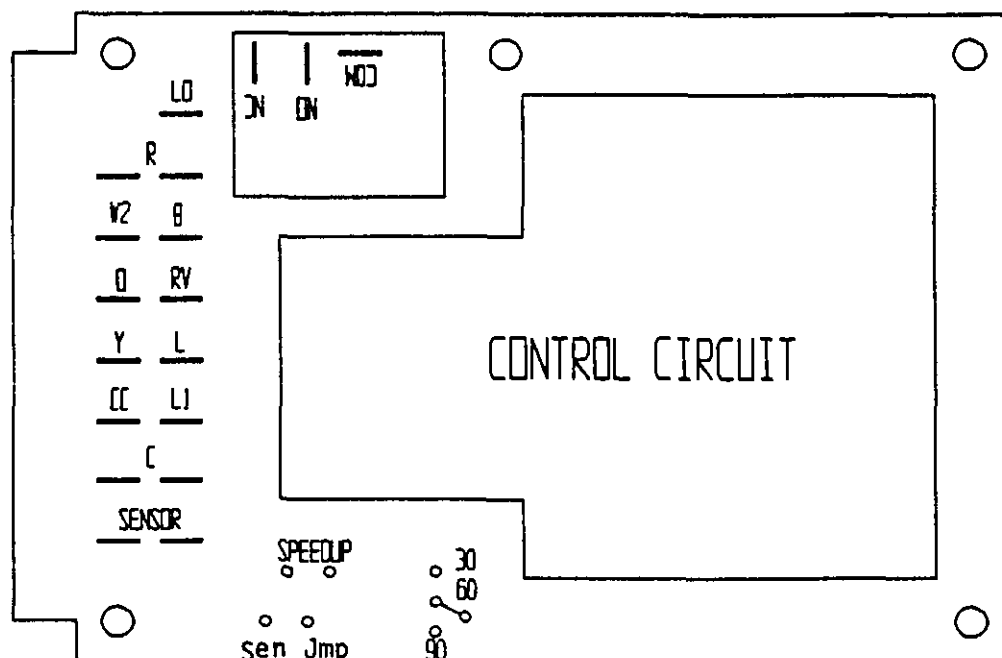 LO
NC NO COM
R
W2 B
O RV
Y L
CC L1
C
CONTROL CIRCUIT
SENSOR
SPEEDUP
30
60
90
sen Jmp